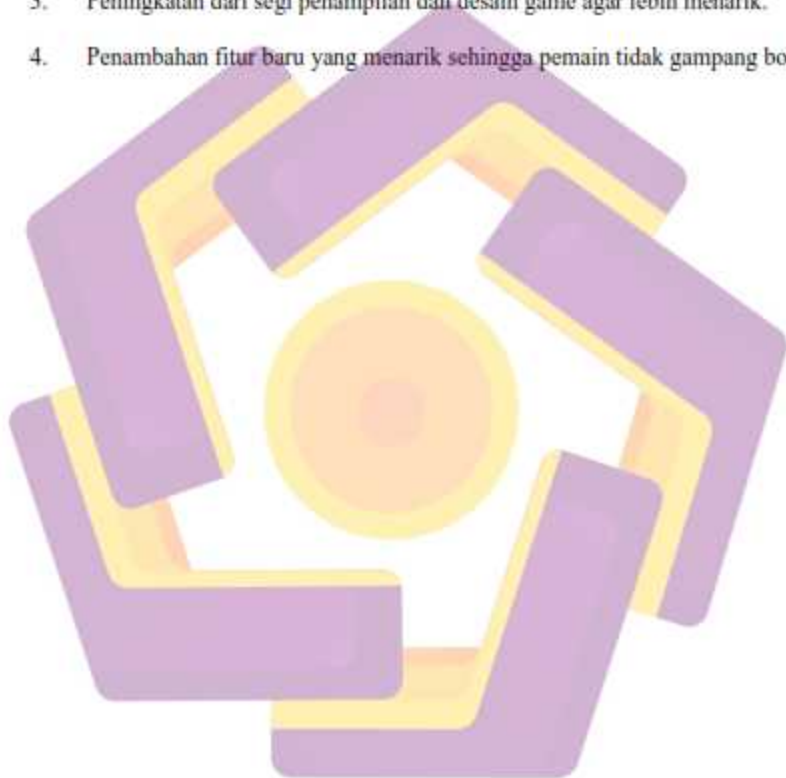 3. Peningkatan dari segi penampilan dan desain game agar lebih menarik.
4. Penambahan fitur baru yang menarik sehingga pemain tidak gampang bo